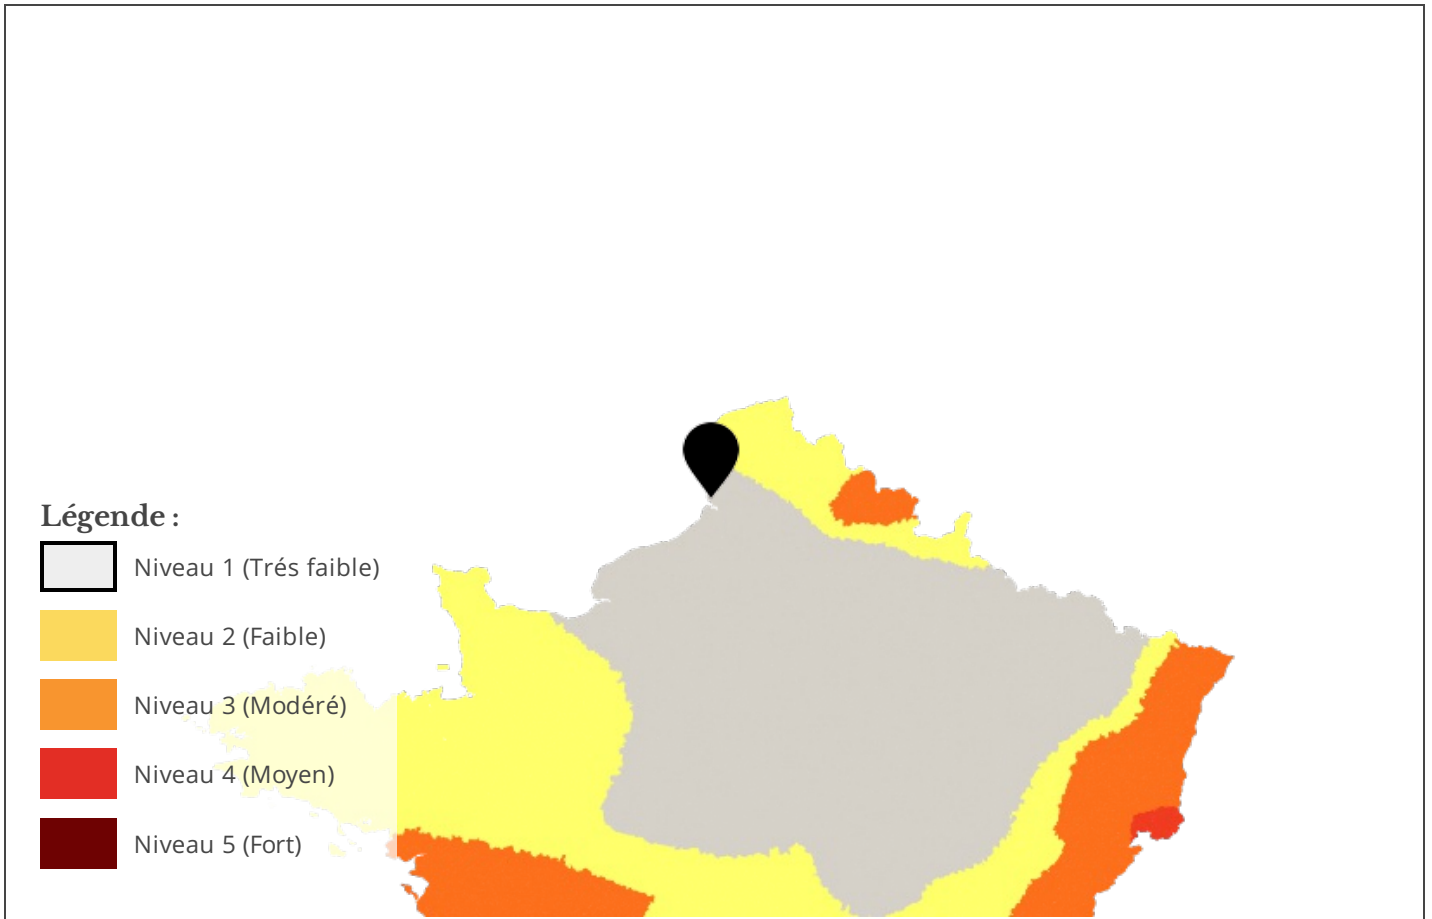 Légende :
Niveau 1 (Trés faible)
Niveau 2 (Faible)
Niveau 3 (Modéré)
Niveau 4 (Moyen)
Niveau 5 (Fort)